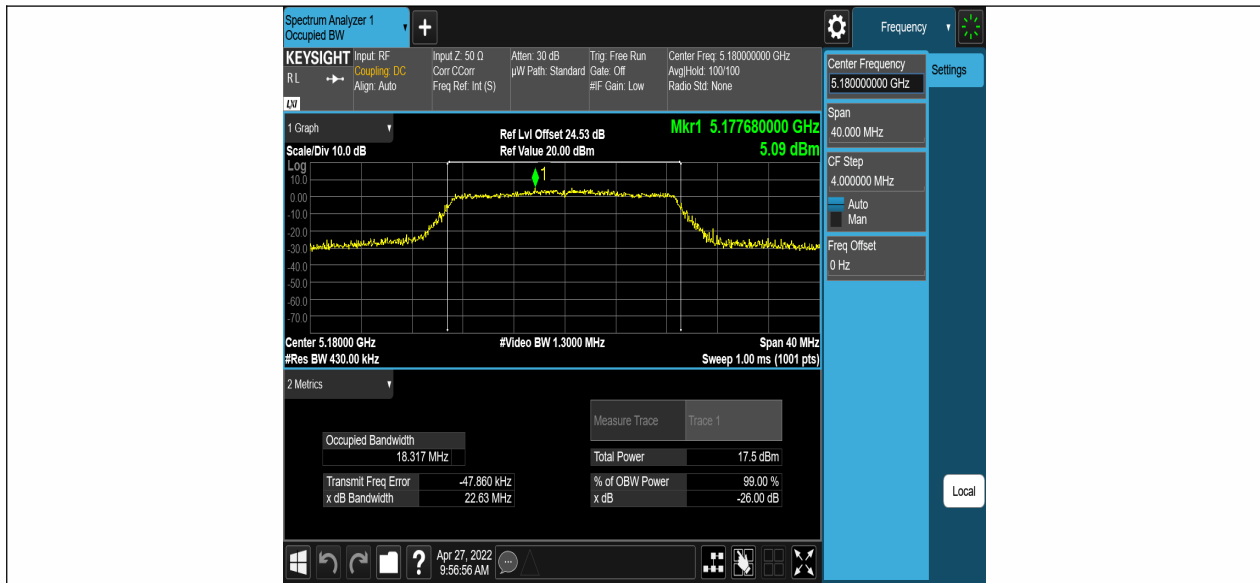 Spectrum Analyzer 1
Occupied BW
+
Frequency
KEYSIGHT
RL
LXI
Input: RF
Coupling: DC
Align: Auto
Input Z: 50 Ω
Corr CCorr
Freq Ref: Int (S)
Atten: 30 dB
µW Path: Standard
Trig: Free Run
Gate: Off
#IF Gain: Low
Center Freq: 5.180000000 GHz
Avg|Hold: 100/100
Radio Std: None
Center Frequency
5.18000000 GHz
Settings
Span
40.000 MHz
CF Step
4.000000 MHz
Auto
Man
Freq Offset
0 Hz
Local
1 Graph
Scale/Div 10.0 dB
Ref Lvl Offset 24.53 dB
Ref Value 20.00 dBm
Mkr1 5.177680000 GHz
5.09 dBm
Log
10.0
0.00
-10.0
-20.0
-30.0
-40.0
-50.0
-60.0
-70.0
1
Center 5.18000 GHz
#Video BW 1.3000 MHz
Span 40 MHz
#Res BW 430.00 kHz
Sweep 1.00 ms (1001 pts)
2 Metrics
Measure Trace
Trace 1
Occupied Bandwidth
18.317 MHz
Total Power
17.5 dBm
Transmit Freq Error
-47.860 kHz
% of OBW Power
99.00 %
x dB Bandwidth
22.63 MHz
x dB
-26.00 dB
?
Apr 27, 2022
9:56:56 AM